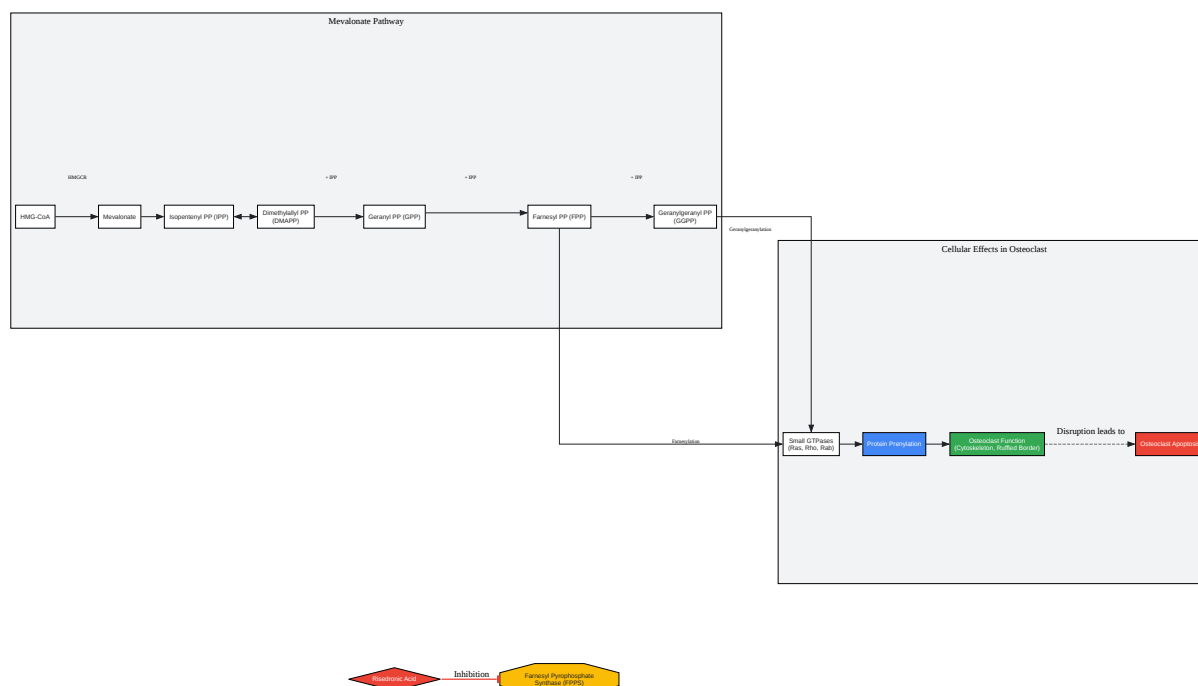 Mevalonate Pathway
HMGCR
+ IPP
+ IPP
+ IPP
HMG-CoA
Mevalonate
Isopentenyl PP (IPP)
Dimethylallyl PP
(DMAPP)
Geranyl PP (GPP)
Farnesyl PP (FPP)
Geranylgeranyl PP
(GGPP)
Geranylgeranylation
Cellular Effects in Osteoclast
Farnesylation
Small GTPases
(Ras, Rho, Rab)
Protein Prenylation
Osteoclast Function
(Cytoskeleton, Ruffled Border)
Disruption leads to
Osteoclast Apoptosis
Risedronic Acid
Inhibition
Farnesyl Pyrophosphate
Synthase (FPPS)